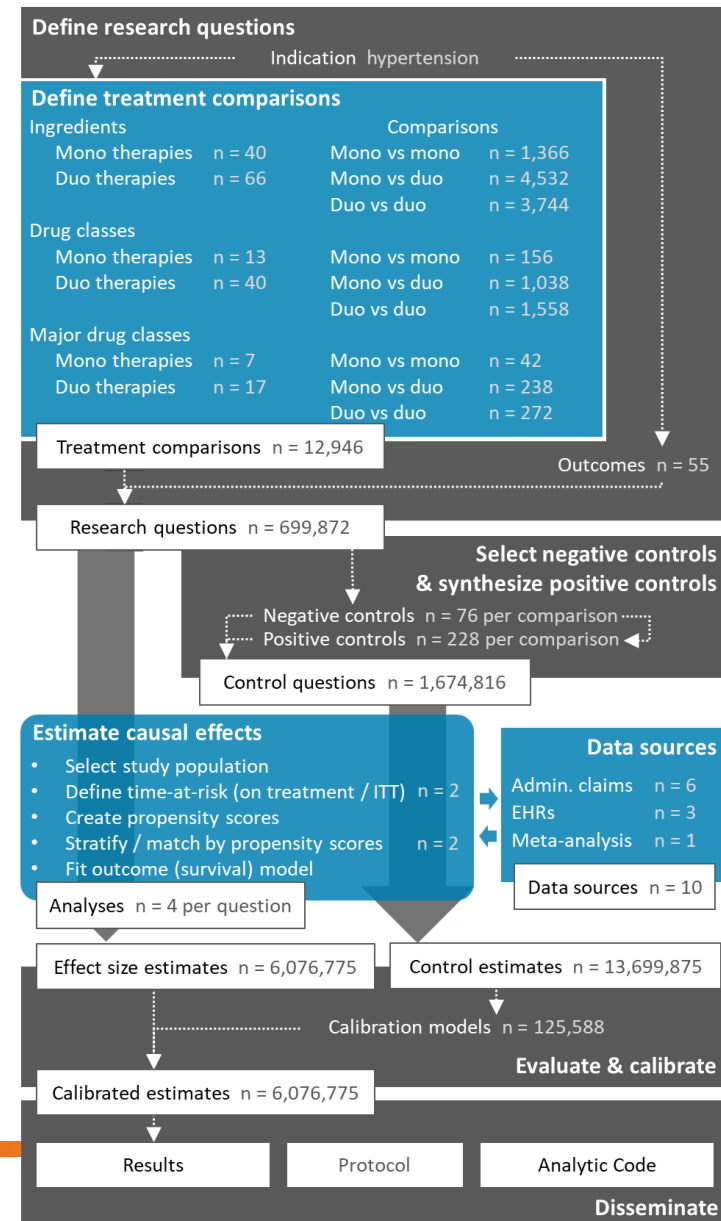 Define research questions
Indication hypertension
Define treatment comparisons
Ingredients Comparisons
Mono therapies n = 40 Mono vs mono n = 1,366
Duo therapies n = 66 Mono vs duo n = 4,532
Duo vs duo n = 3,744
Drug classes
Mono therapies n = 13 Mono vs mono n = 156
Duo therapies n = 40 Mono vs duo n = 1,038
Duo vs duo n = 1,558
Major drug classes
Mono therapies n = 7 Mono vs mono n = 42
Duo therapies n = 17 Mono vs duo n = 238
Duo vs duo n = 272
Treatment comparisons n = 12,946
Outcomes n = 55
Research questions n = 699,872
Select negative controls
& synthesize positive controls
Negative controls n = 76 per comparison
Positive controls n = 228 per comparison
Control questions n = 1,674,816
Estimate causal effects
• Select study population
• Define time-at-risk (on treatment / ITT) n = 2
• Create propensity scores
• Stratify / match by propensity scores n = 2
• Fit outcome (survival) model
Analyses n = 4 per question
Data sources
Admin. claims n = 6
EHRs n = 3
Meta-analysis n = 1
Data sources n = 10
Effect size estimates n = 6,076,775
Control estimates n = 13,699,875
Calibration models n = 125,588
Evaluate & calibrate
Calibrated estimates n = 6,076,775
Results
Protocol
Analytic Code
Disseminate